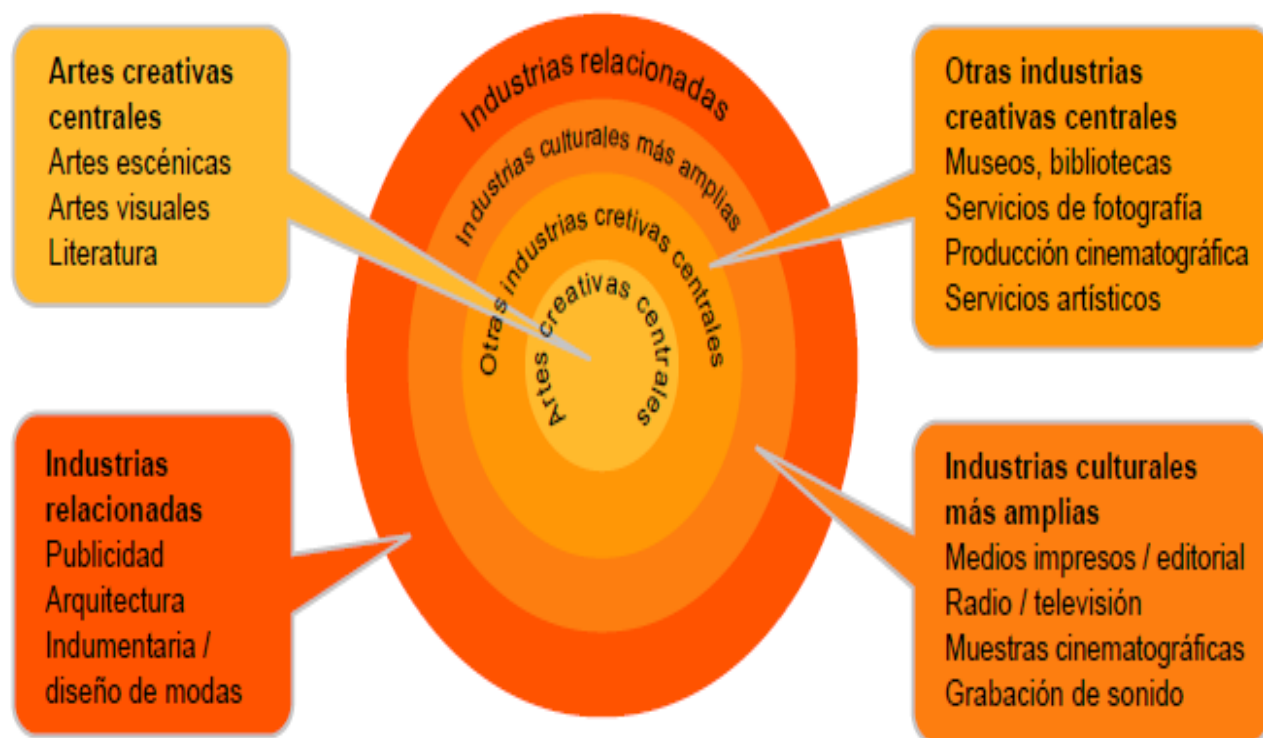 Artes creativas
centrales
Artes escénicas
Artes visuales
Literatura
Industrias relacionadas
Industrias culturales más amplias
Otras industrias cretivas centrales
Artes creativas centrales
Otras industrias
creativas centrales
Museos, bibliotecas
Servicios de fotografía
Producción cinematográfica
Servicios artísticos
Industrias
relacionadas
Publicidad
Arquitectura
Indumentaria /
diseño de modas
Industrias culturales
más amplias
Medios impresos / editorial
Radio / televisión
Muestras cinematográficas
Grabación de sonido